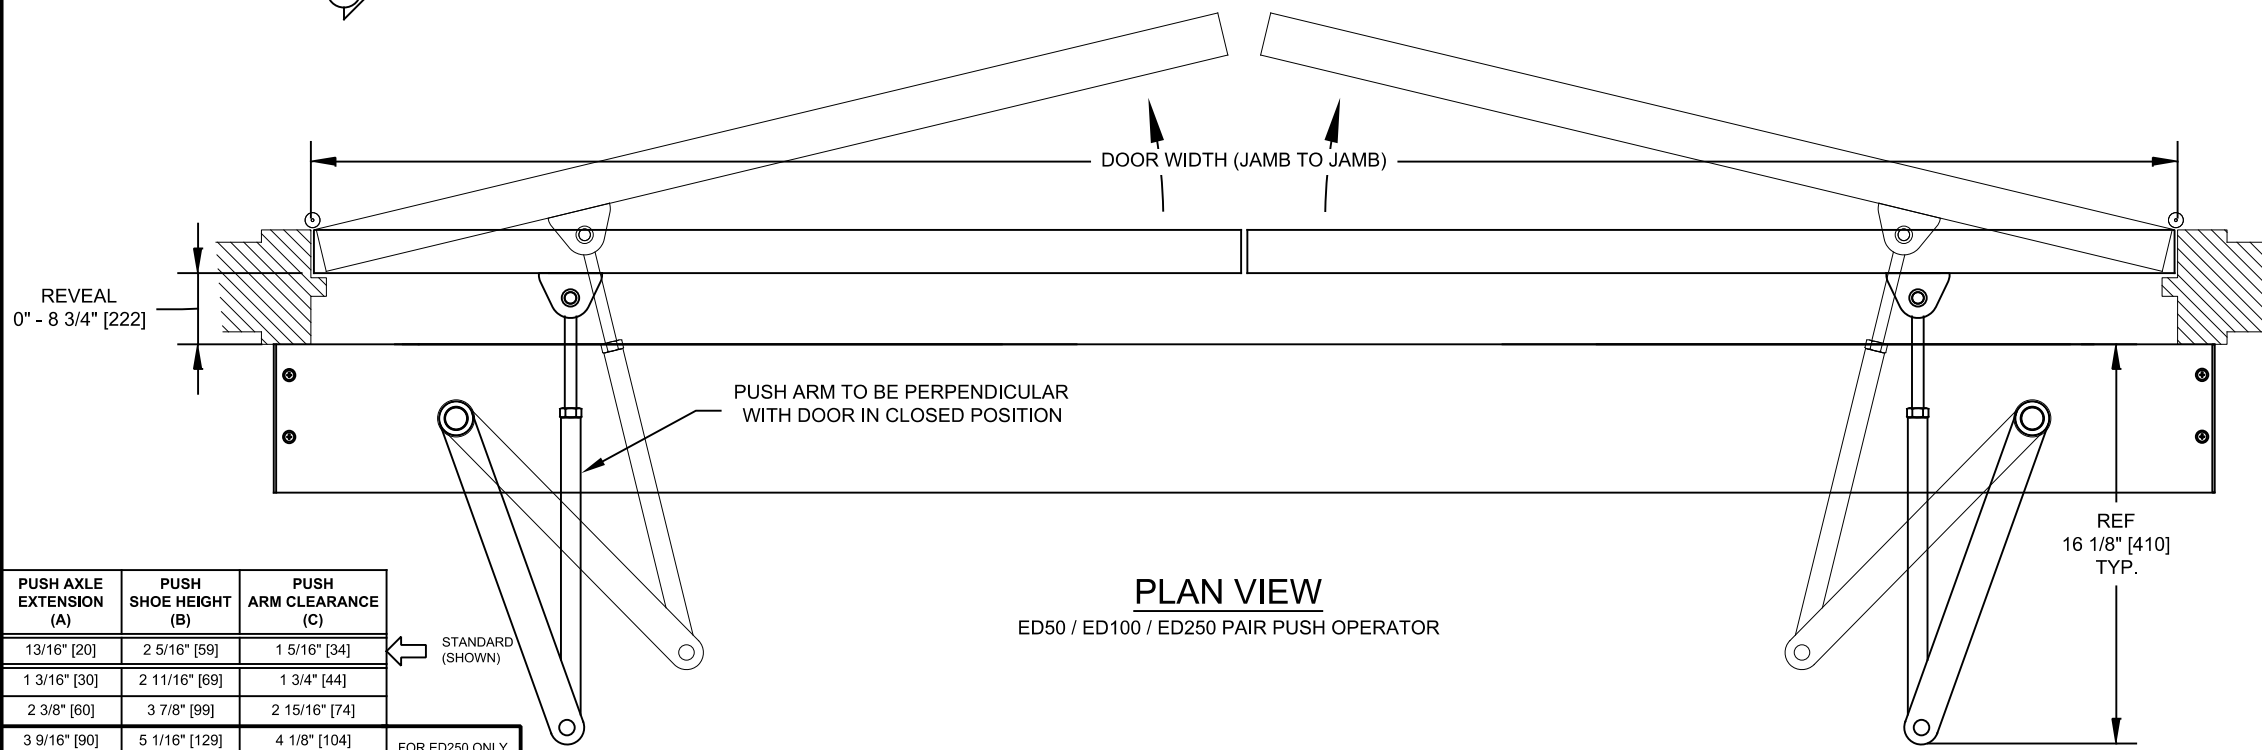 DOOR WIDTH (JAMB TO JAMB)
REVEAL
0" - 8 3/4" [222]
PUSH ARM TO BE PERPENDICULAR
WITH DOOR IN CLOSED POSITION
REF
16 1/8" [410]
TYP.
PLAN VIEW
ED50 / ED100 / ED250 PAIR PUSH OPERATOR
PUSH AXLE
EXTENSION
(A)
PUSH
SHOE HEIGHT
(B)
PUSH
ARM CLEARANCE
(C)
13/16" [20] 2 5/16" [59] 1 5/16" [34]
STANDARD
(SHOWN)
1 3/16" [30] 2 11/16" [69] 1 3/4" [44]
2 3/8" [60] 3 7/8" [99] 2 15/16" [74]
3 9/16" [90] 5 1/16" [129] 4 1/8" [104]
FOR ED250 ONLY